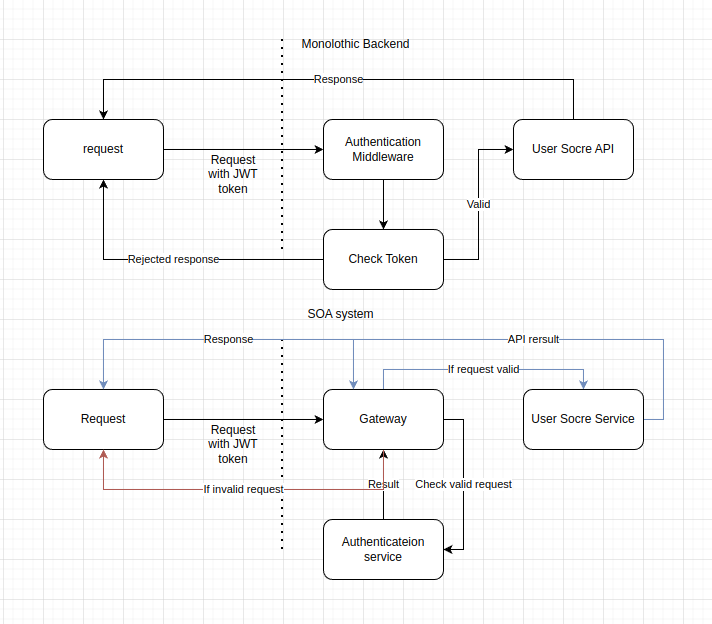 Monolothic Backend
Response
request
Request
with JWT
token
Authentication
Middleware
User Socre API
Valid
Rejected response
Check Token
SOA system
Response
API rersult
If request valid
Request
Request
with JWT
token
Gateway
User Socre Service
If invalid request
Result
Check valid request
Authenticateion
service